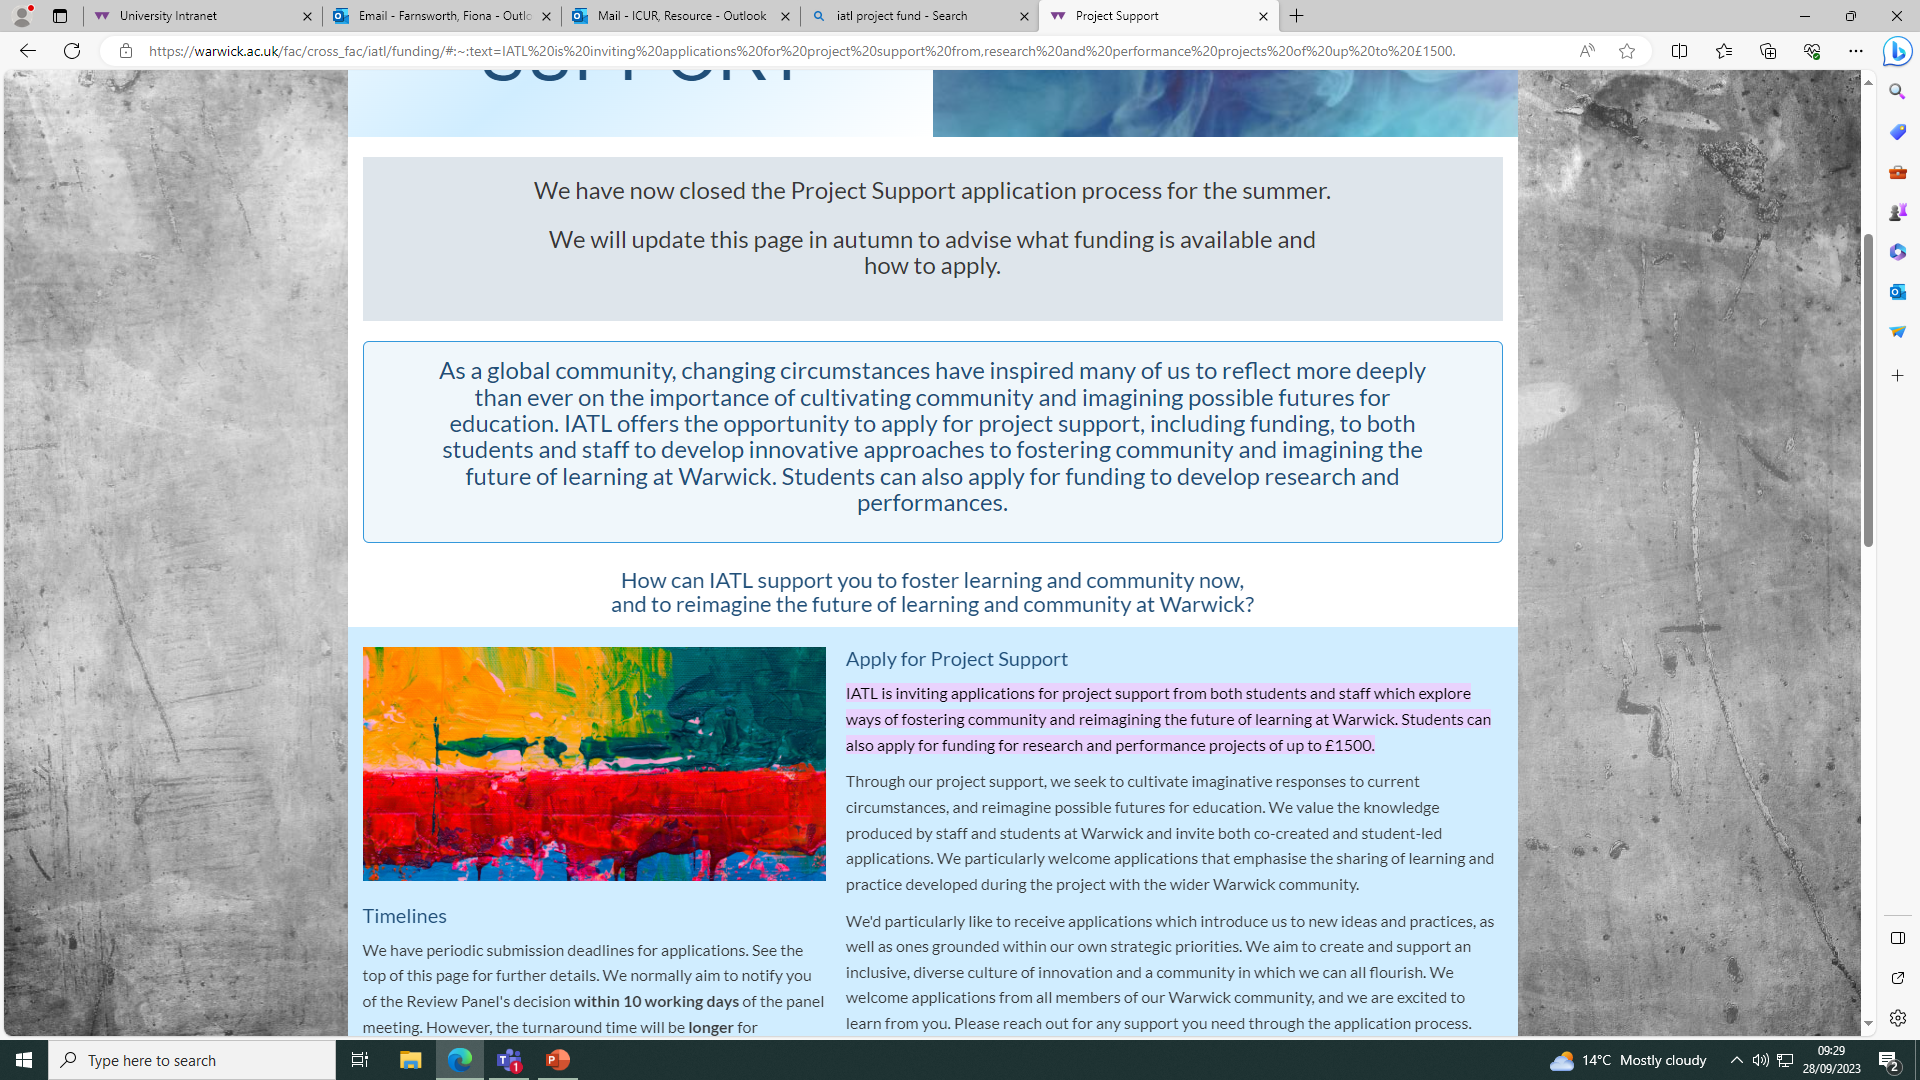 University Intranet
Email - Farnsworth, Fiona - Outlo
Mail - ICUR, Resource - Outlook
iatl project fund - Search
Project Support
https://warwick.ac.uk/fac/cross_fac/iatl/funding/#:~:text=IATL%20is%20inviting%20applications%20for%20project%20support%20from,research%20and%20performance%20projects%20of%20up%20to%20£1500.
SUPPORT
We have now closed the Project Support application process for the summer.
We will update this page in autumn to advise what funding is available and
how to apply.
As a global community, changing circumstances have inspired many of us to reflect more deeply
than ever on the importance of cultivating community and imagining possible futures for
education. IATL offers the opportunity to apply for project support, including funding, to both
students and staff to develop innovative approaches to fostering community and imagining the
future of learning at Warwick. Students can also apply for funding to develop research and
performances.
How can IATL support you to foster learning and community now,
and to reimagine the future of learning and community at Warwick?
Apply for Project Support
IATL is inviting applications for project support from both students and staff which explore
ways of fostering community and reimagining the future of learning at Warwick. Students can
also apply for funding for research and performance projects of up to £1500.
Through our project support, we seek to cultivate imaginative responses to current
circumstances, and reimagine possible futures for education. We value the knowledge
produced by staff and students at Warwick and invite both co-created and student-led
applications. We particularly welcome applications that emphasise the sharing of learning and
practice developed during the project with the wider Warwick community.
We'd particularly like to receive applications which introduce us to new ideas and practices, as
well as ones grounded within our own strategic priorities. We aim to create and support an
inclusive, diverse culture of innovation and a community in which we can all flourish. We
welcome applications from all members of our Warwick community, and we are excited to
learn from you. Please reach out for any support you need through the application process.
Timelines
We have periodic submission deadlines for applications. See the
top of this page for further details. We normally aim to notify you
of the Review Panel's decision within 10 working days of the panel
meeting. However, the turnaround time will be longer for
Type here to search
1
14°C Mostly cloudy
09:29
28/09/2023
2